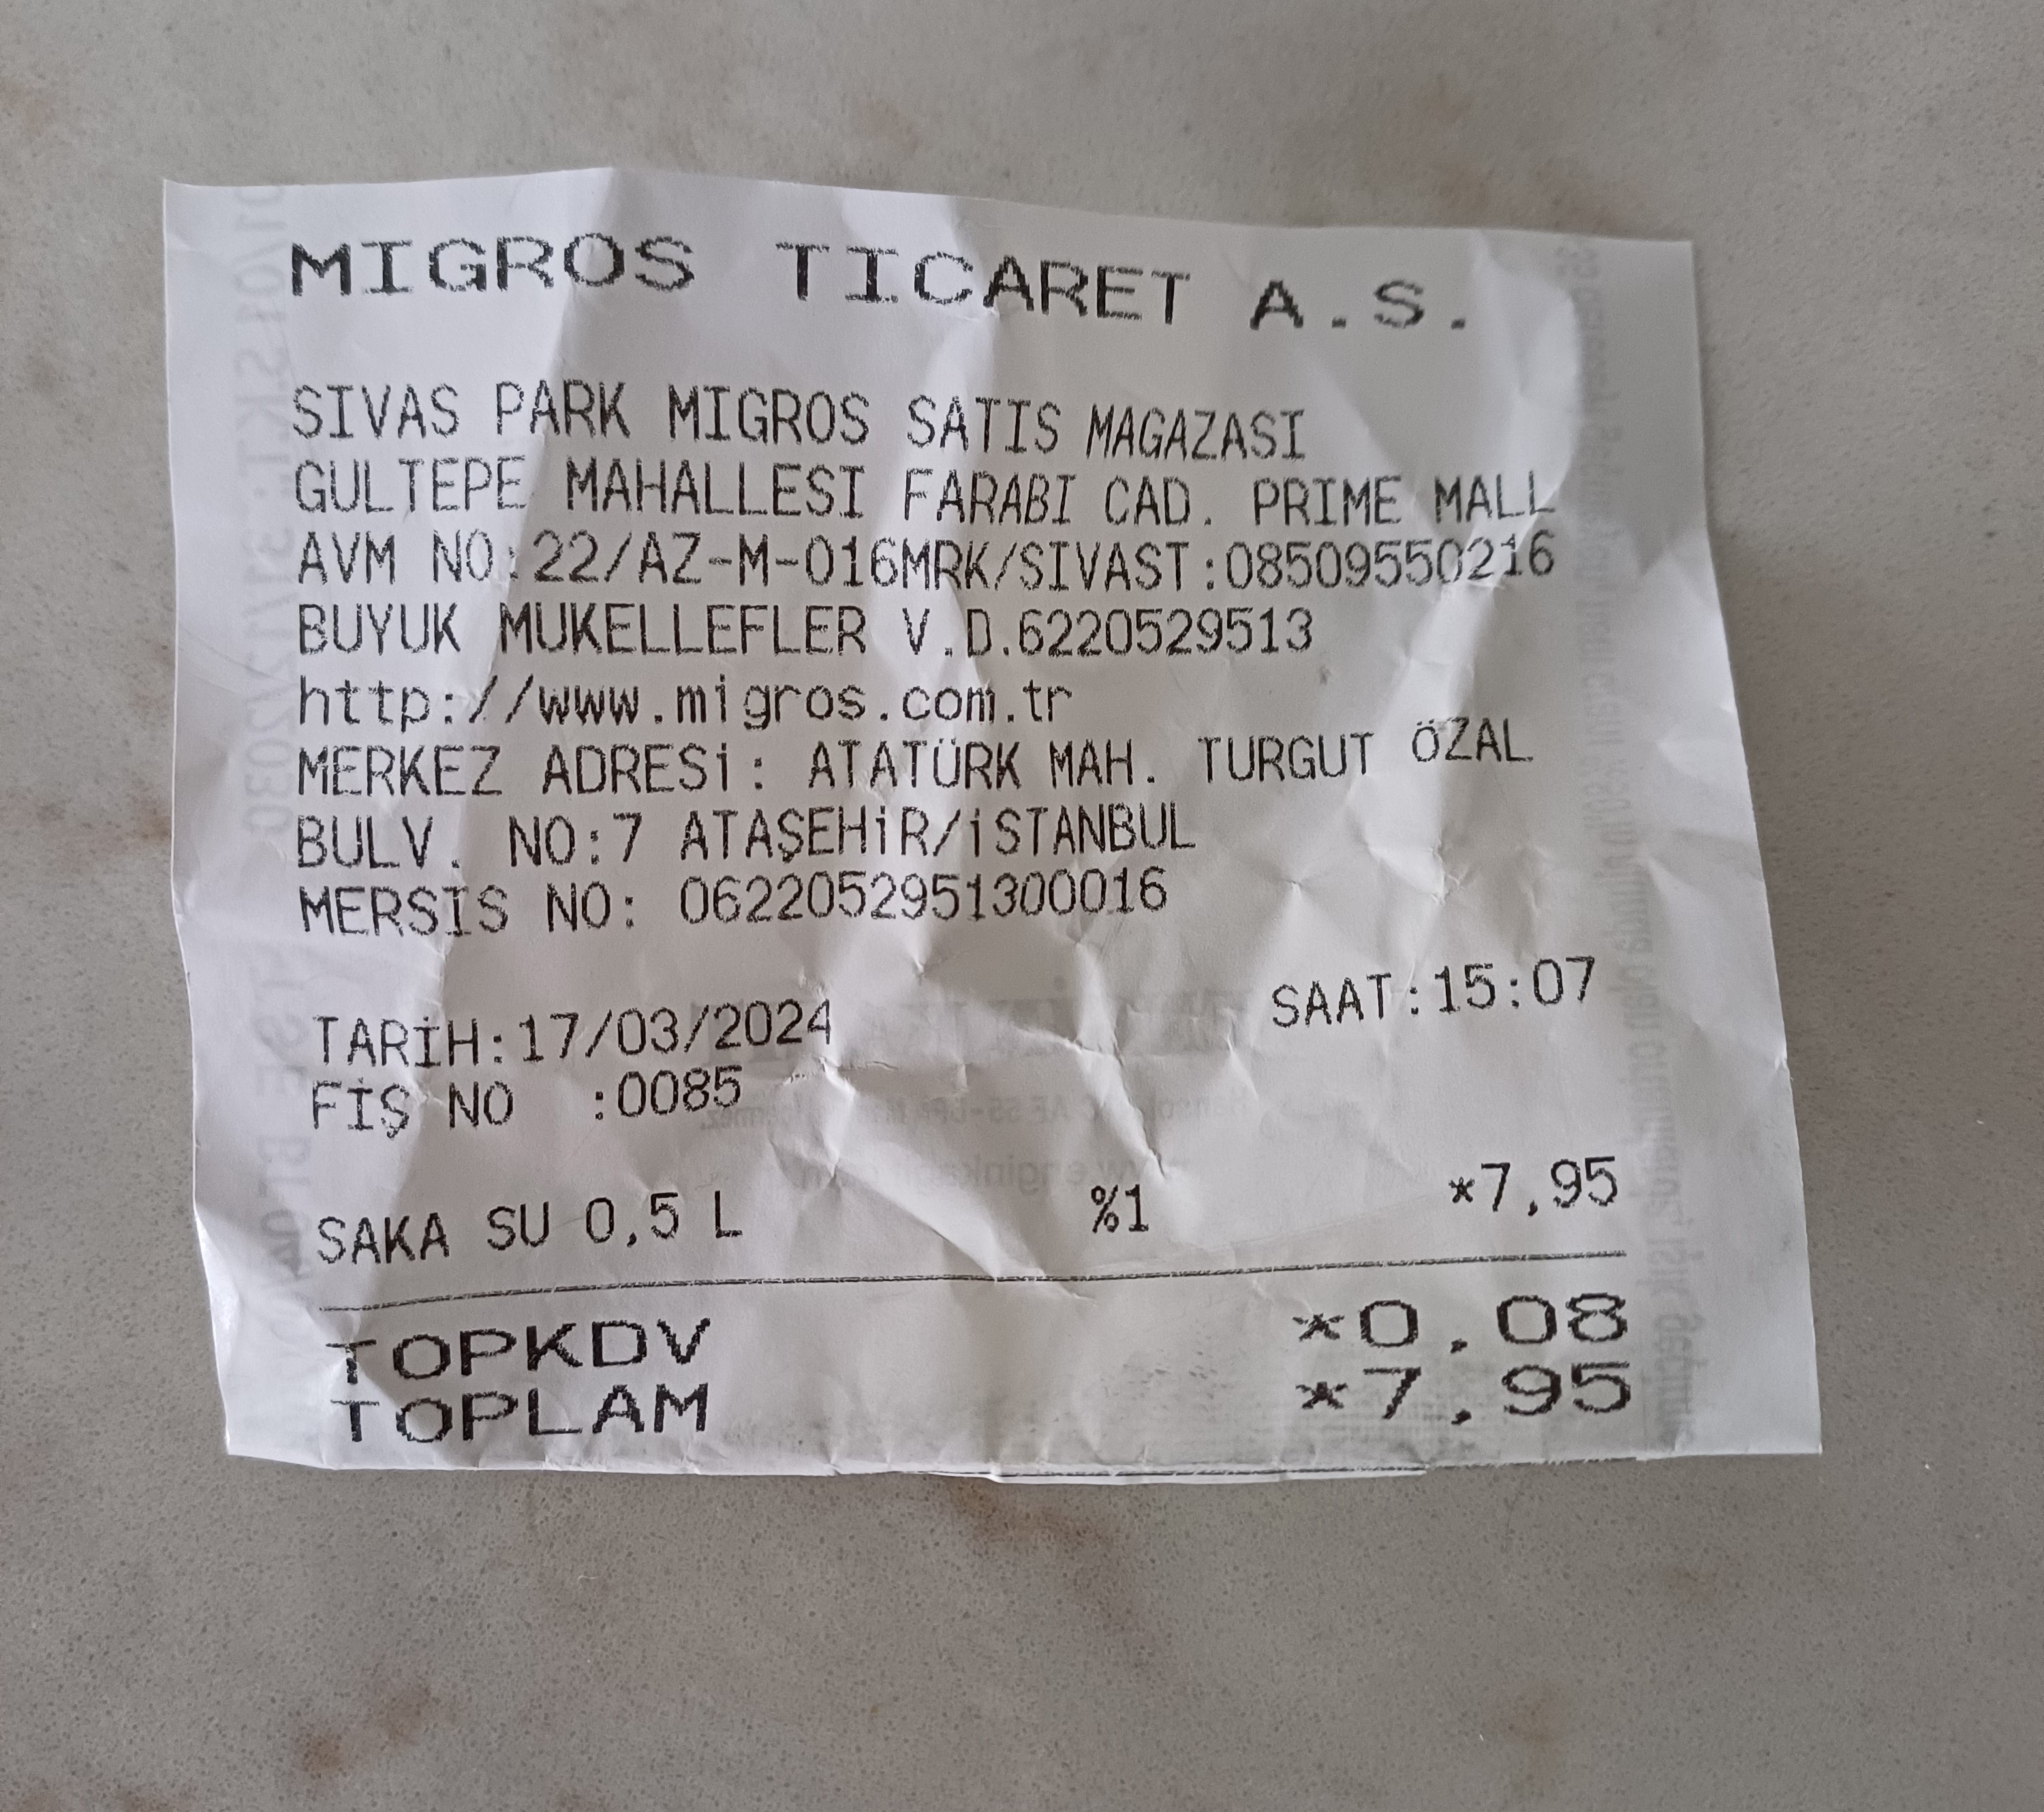 MIGROS TICARET A.S.
SIVAS PARK MIGROS SATIS MAGAZASI
GULTEPE MAHALLESI FARABI CAD. PRIME MALL
AVM NO:22/AZ-M-016MRK/SIVAST:08509550216
BUYUK MUKELLEFLER V.D.6220529513
http://www.migros.com.tr
MERKEZ ADRESİ: ATATÜRK MAH. TURGUT ÖZAL
BULV. NO:7 ATAŞEHİR/İSTANBUL
MERSIS NO: 0622052951300016
TARİH:17/03/2024 SAAT:15:07
FİŞ NO :0085
SAKA SU 0,5 L %1 *7,95
TOPKDV *0,08
TOPLAM *7,95